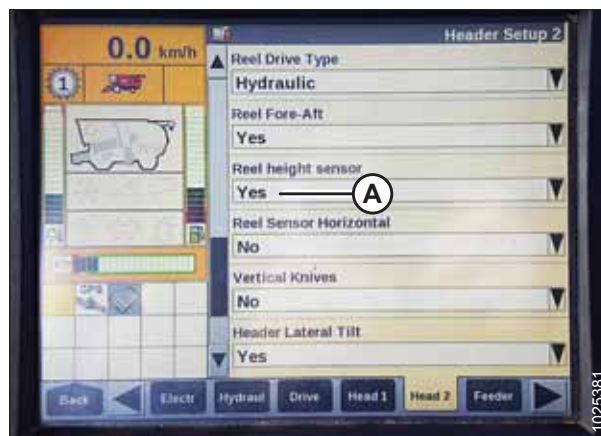 Header Setup 2
0.0 km/h
1
Reel Drive Type
Hydraulic
Reel Fore-Aft
Yes
Reel height sensor
Yes
A
Reel Sensor Horizontal
No
Vertical Knives
No
Header Lateral Tilt
Yes
GPS
Back
Electr
Hydraul
Drive
Head 1
Head 2
Feeder
1025381